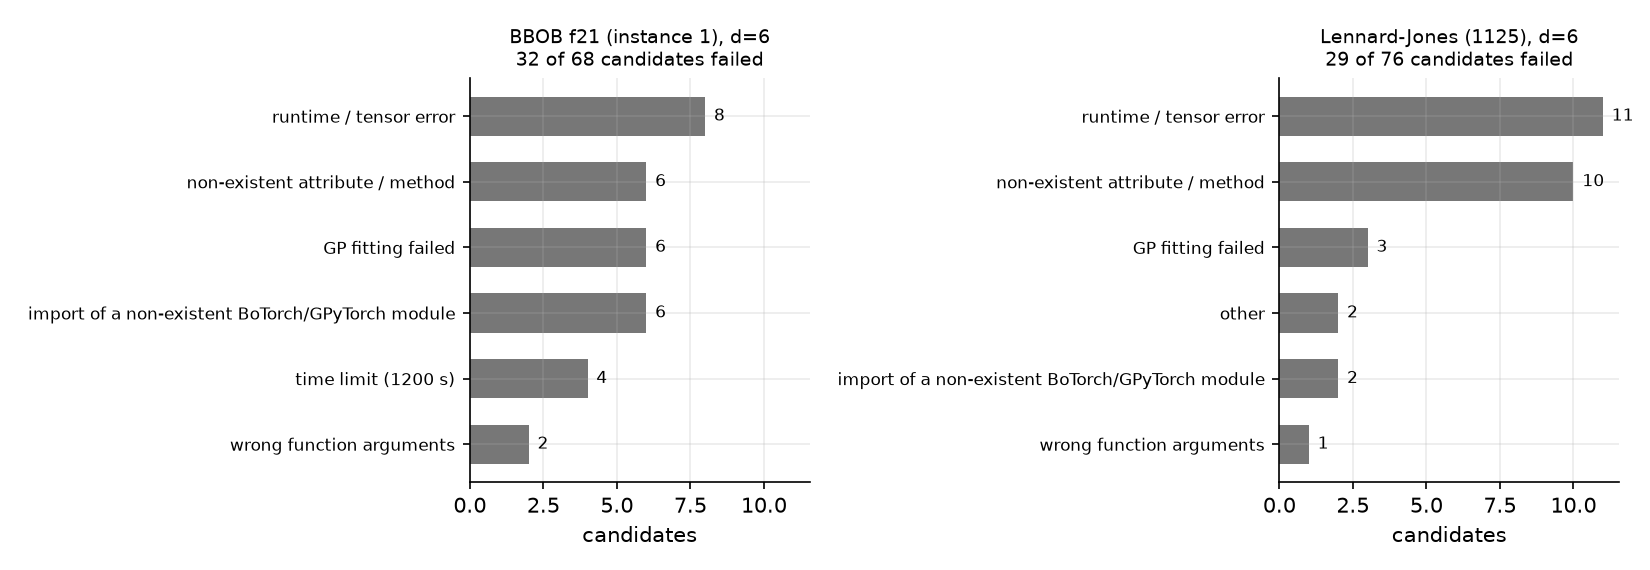 BBOB f21 (instance 1), d=6
32 of 68 candidates failed
runtime / tensor error
8
non-existent attribute / method
6
GP fitting failed
6
import of a non-existent BoTorch/GPyTorch module
6
time limit (1200 s)
4
wrong function arguments
2
0.0 2.5 5.0 7.5 10.0
candidates
Lennard-Jones (1125), d=6
29 of 76 candidates failed
runtime / tensor error
11
non-existent attribute / method
10
GP fitting failed
3
other
2
import of a non-existent BoTorch/GPyTorch module
2
wrong function arguments
1
0.0 2.5 5.0 7.5 10.0
candidates